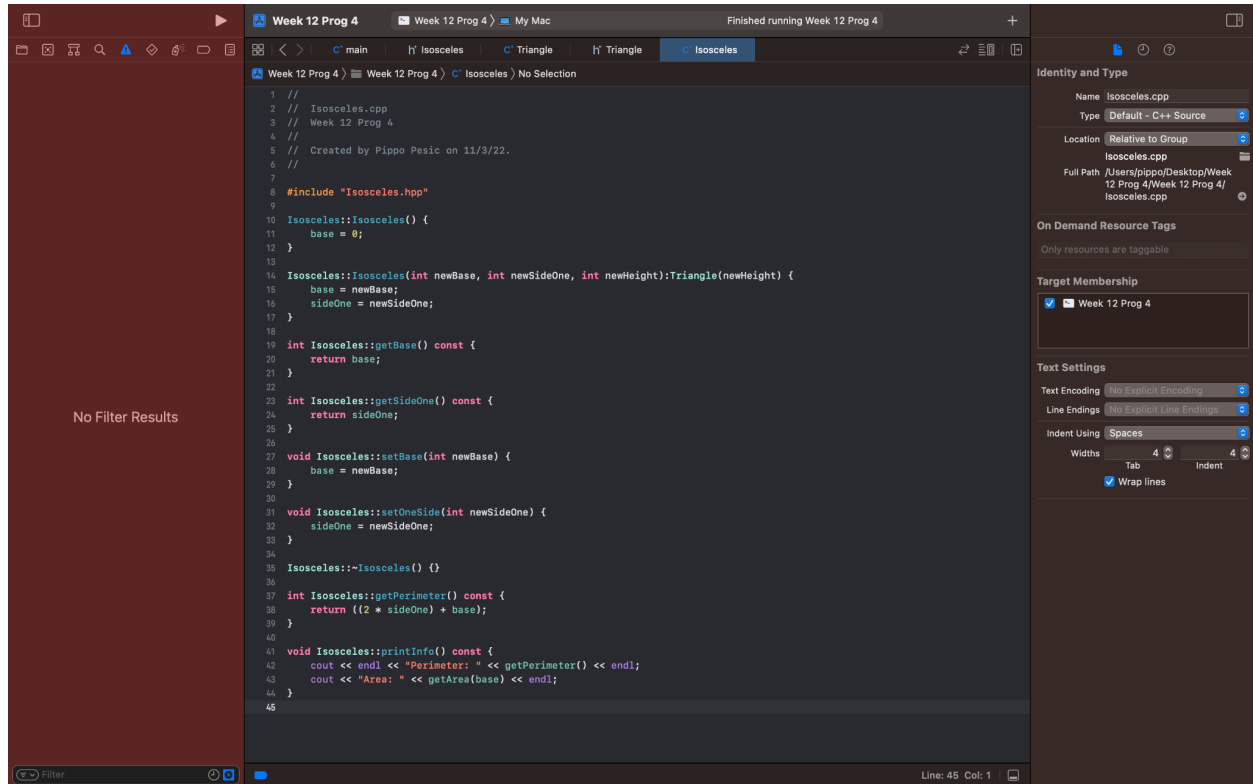 Week 12 Prog 4
Week 12 Prog 4 〉 My Mac
Finished running Week 12 Prog 4
C⁺ main
h⁺ Isosceles
C⁺ Triangle
h⁺ Triangle
C⁺ Isosceles
Week 12 Prog 4 〉 Week 12 Prog 4 〉 C⁺ Isosceles 〉 No Selection
No Filter Results
Filter
1 //
2 //  Isosceles.cpp
3 //  Week 12 Prog 4
4 //
5 //  Created by Pippo Pesic on 11/3/22.
6 //
7
8 #include "Isosceles.hpp"
9
10 Isosceles::Isosceles() {
11     base = 0;
12 }
13
14 Isosceles::Isosceles(int newBase, int newSideOne, int newHeight):Triangle(newHeight) {
15     base = newBase;
16     sideOne = newSideOne;
17 }
18
19 int Isosceles::getBase() const {
20     return base;
21 }
22
23 int Isosceles::getSideOne() const {
24     return sideOne;
25 }
26
27 void Isosceles::setBase(int newBase) {
28     base = newBase;
29 }
30
31 void Isosceles::setOneSide(int newSideOne) {
32     sideOne = newSideOne;
33 }
34
35 Isosceles::~Isosceles() {}
36
37 int Isosceles::getPerimeter() const {
38     return ((2 * sideOne) + base);
39 }
40
41 void Isosceles::printInfo() const {
42     cout << endl << "Perimeter: " << getPerimeter() << endl;
43     cout << "Area: " << getArea(base) << endl;
44 }
45
Line: 45 Col: 1
Identity and Type
Name Isosceles.cpp
Type Default - C++ Source
Location Relative to Group
Isosceles.cpp
Full Path /Users/pippo/Desktop/Week
12 Prog 4/Week 12 Prog 4/
Isosceles.cpp
On Demand Resource Tags
Only resources are taggable
Target Membership
Week 12 Prog 4
Text Settings
Text Encoding No Explicit Encoding
Line Endings No Explicit Line Endings
Indent Using Spaces
Widths 4 4
Tab Indent
Wrap lines